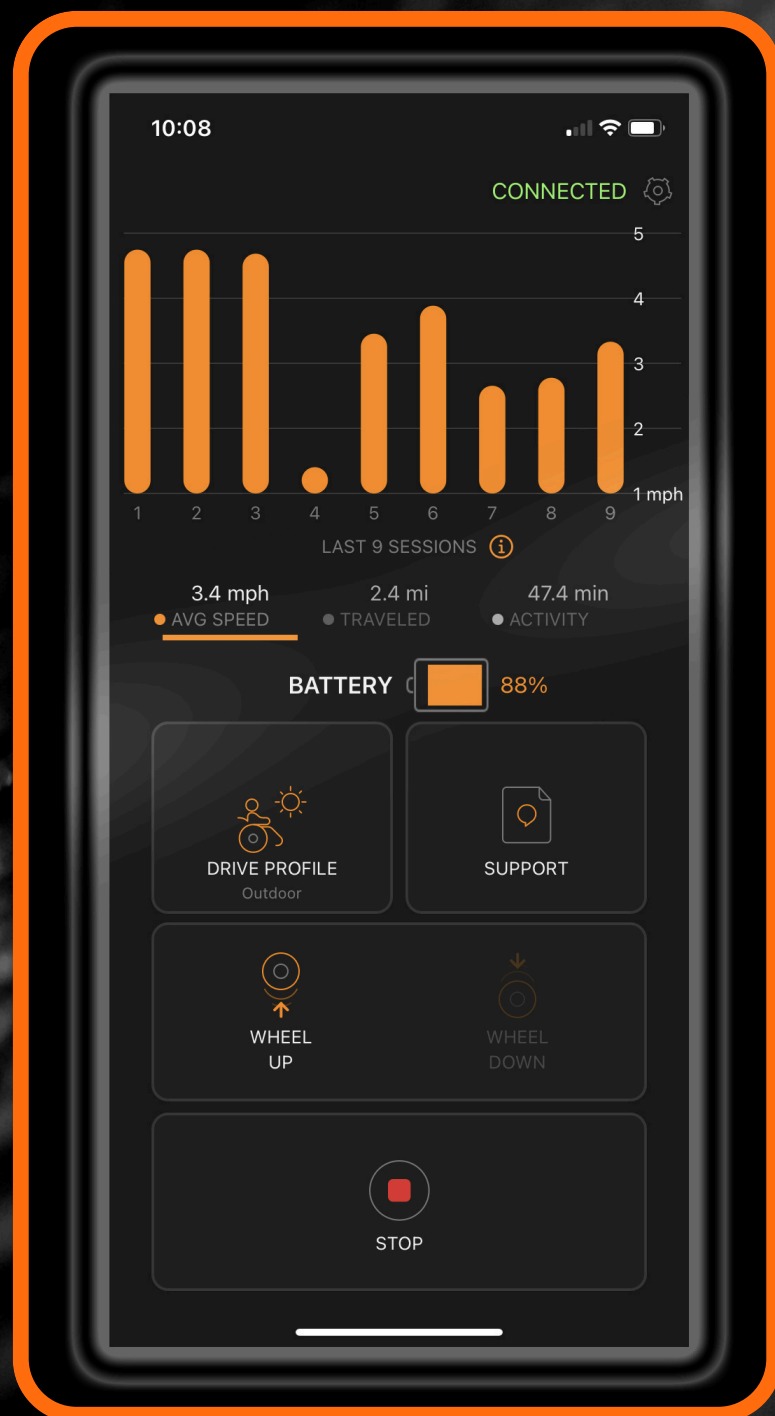 10:08
CONNECTED
5
4
3
2
1 mph
1 2 3 4 5 6 7 8 9
LAST 9 SESSIONS
3.4 mph 2.4 mi 47.4 min
AVG SPEED TRAVELED ACTIVITY
BATTERY 88%
DRIVE PROFILE
Outdoor
SUPPORT
WHEEL
UP
WHEEL
DOWN
STOP